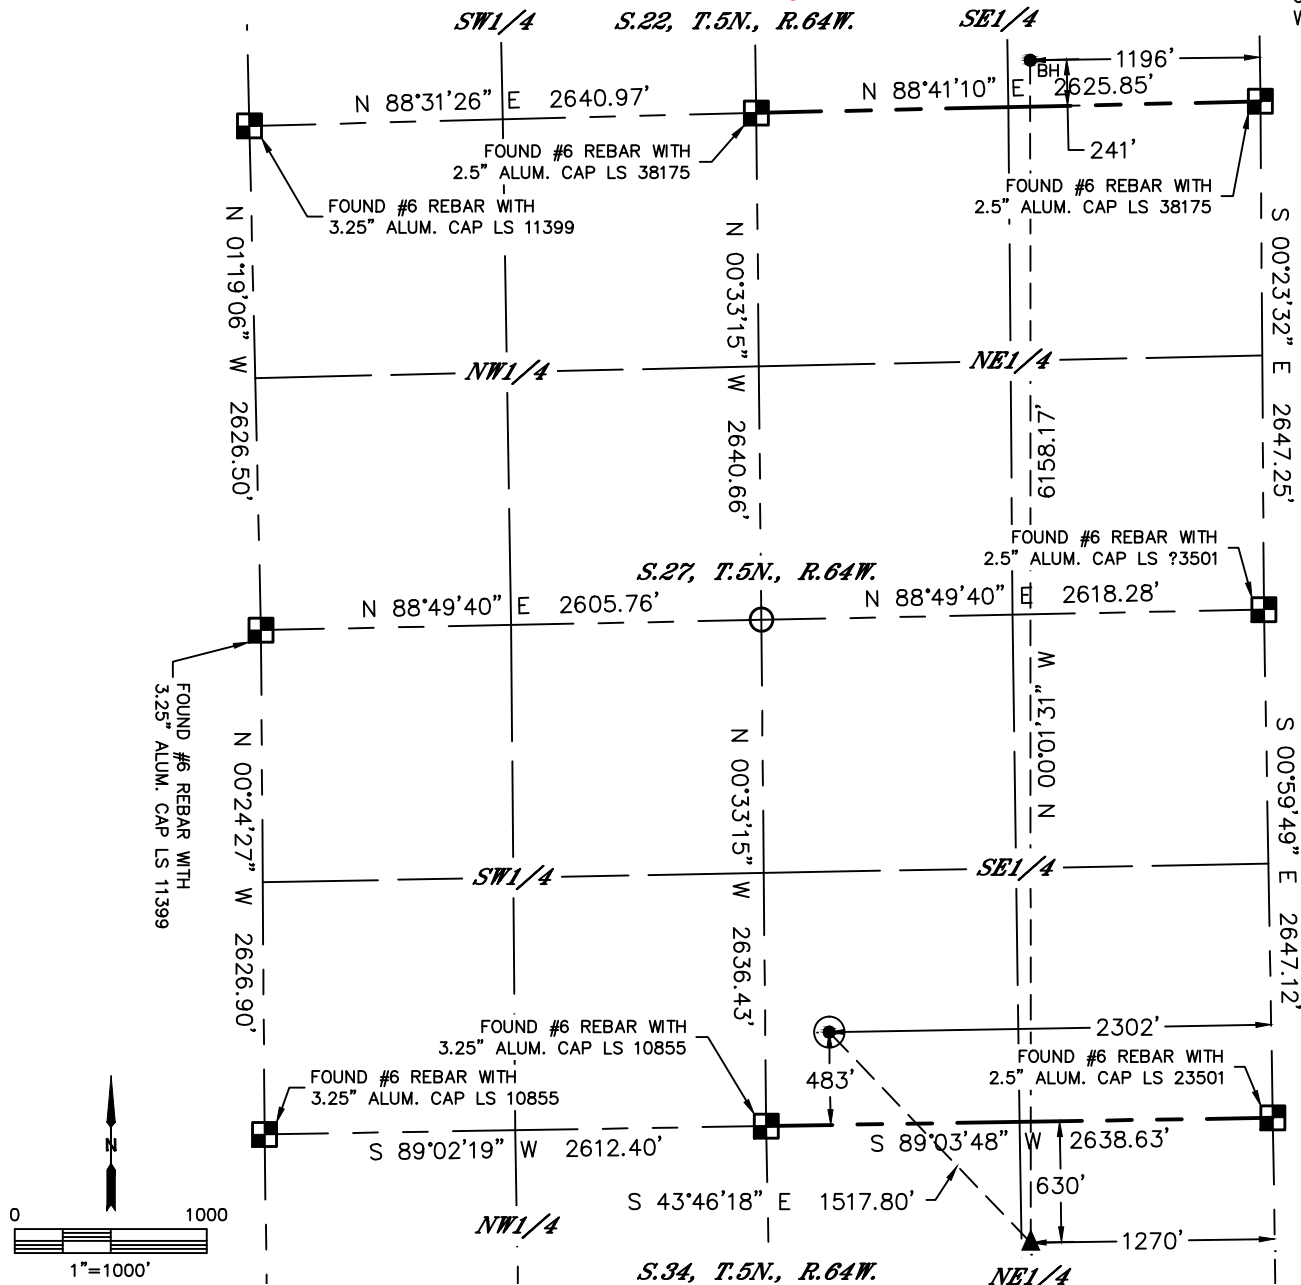 SW1/4 S.22, T.5N., R.64W. SE1/4
1196'
BH
N 88°31'26" E 2640.97'
N 88°41'10" E 2625.85'
241'
FOUND #6 REBAR WITH
2.5" ALUM. CAP LS 38175
FOUND #6 REBAR WITH
2.5" ALUM. CAP LS 38175
FOUND #6 REBAR WITH
3.25" ALUM. CAP LS 11399
N 01°19'06" W 2626.50'
N 00°33'15" W 2640.66'
S 00°23'32" E 2647.25'
NW1/4
NE1/4
6158.17'
N 00°01'31" W
FOUND #6 REBAR WITH
2.5" ALUM. CAP LS ?3501
S.27, T.5N., R.64W.
N 88°49'40" E 2605.76'
N 88°49'40" E 2618.28'
FOUND #6 REBAR WITH
3.25" ALUM. CAP LS 11399
N 00°24'27" W 2626.90'
N 00°33'15" W 2636.43'
S 00°59'49" E 2647.12'
SW1/4
SE1/4
2302'
483'
FOUND #6 REBAR WITH
3.25" ALUM. CAP LS 10855
FOUND #6 REBAR WITH
2.5" ALUM. CAP LS 23501
FOUND #6 REBAR WITH
3.25" ALUM. CAP LS 10855
S 89°02'19" W 2612.40'
S 89°03'48" W 2638.63'
N
S 43°46'18" E 1517.80'
630'
0 1000
1"=1000'
NW1/4
1270'
S.34, T.5N., R.64W.
NE1/4